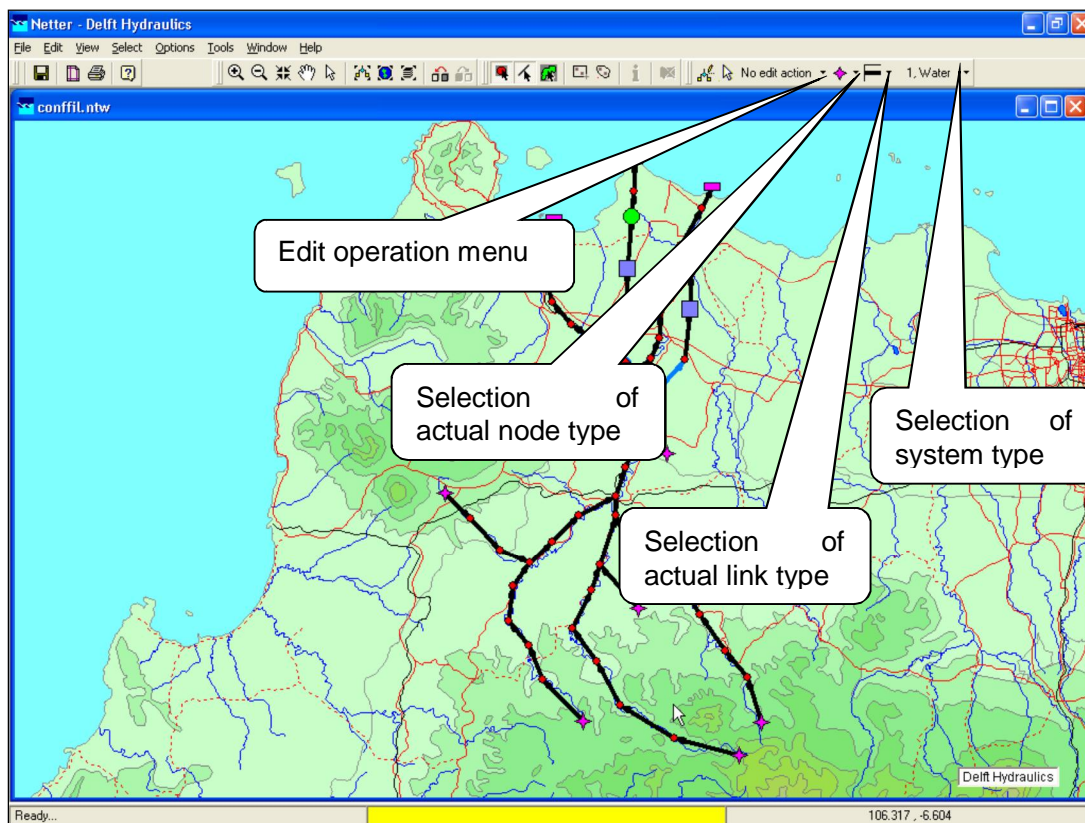 Netter - Delft Hydraulics
File Edit View Select Options Tools Window Help
No edit action 1, Water
conffil.ntw
Edit operation menu
Selection of
actual node type
Selection of
system type
Selection of
actual link type
Delft Hydraulics
Ready... 106.317 , -6.604